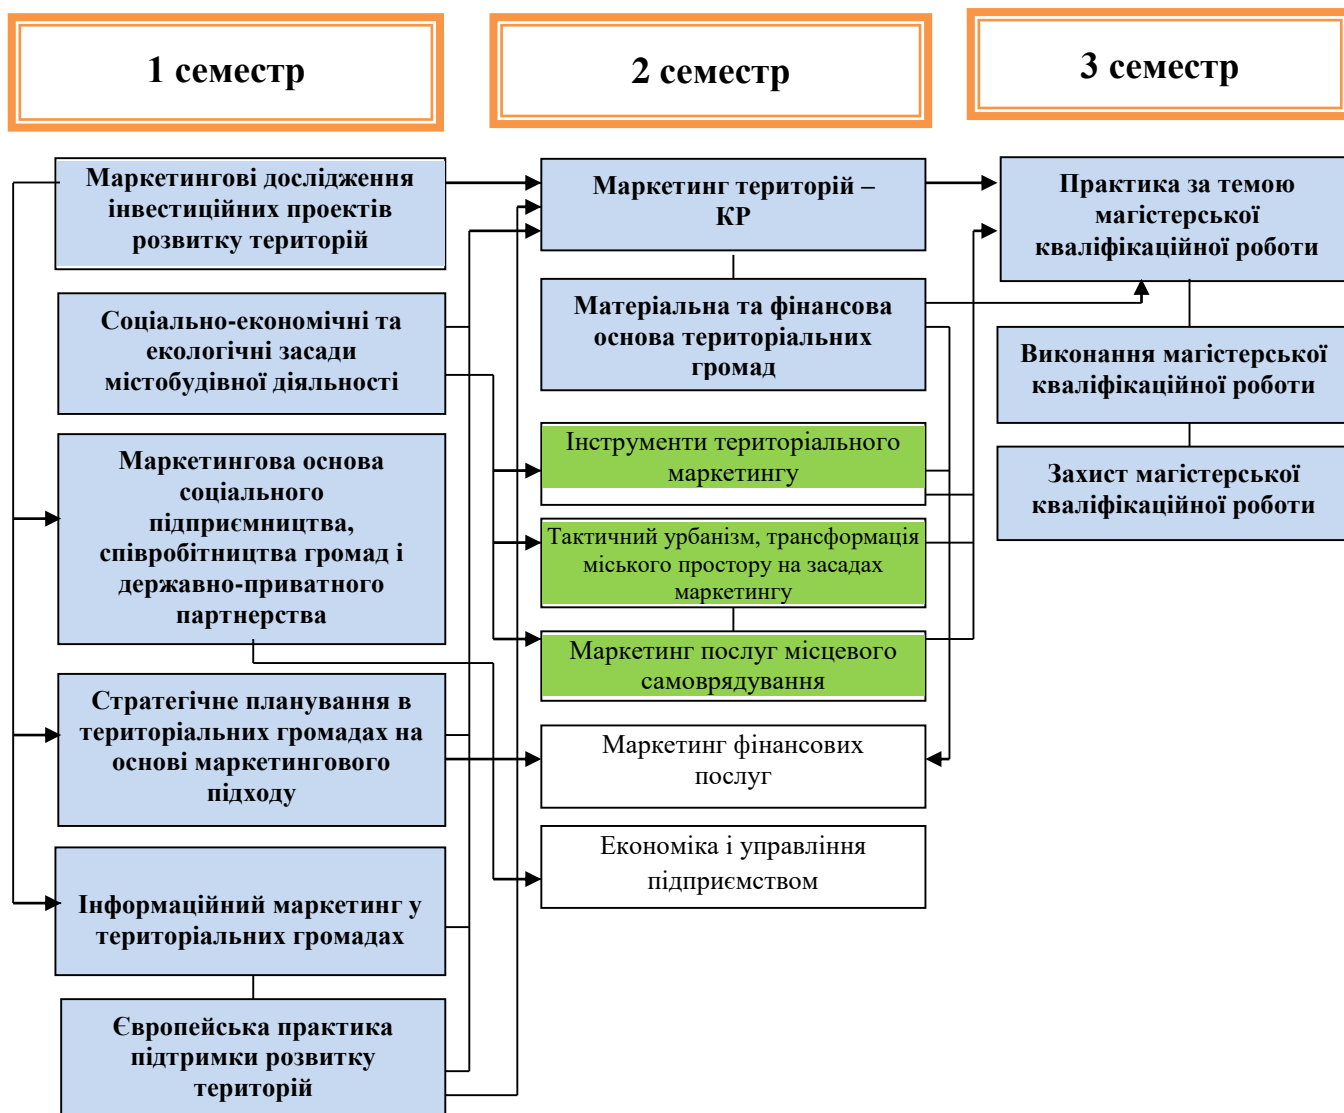 1 семестр
2 семестр
3 семестр
Маркетингові дослідження
інвестиційних проектів
розвитку територій
Соціально-економічні та
екологічні засади
містобудівної діяльності
Маркетингова основа
соціального
підприємництва,
співробітництва громад і
державно-приватного
партнерства
Стратегічне планування в
територіальних громадах на
основі маркетингового
підходу
Інформаційний маркетинг у
територіальних громадах
Європейська практика
підтримки розвитку
територій
Маркетинг територій –
КР
Матеріальна та фінансова
основа територіальних
громад
Інструменти територіального
маркетингу
Тактичний урбанізм, трансформація
міського простору на засадах
маркетингу
Маркетинг послуг місцевого
самоврядування
Маркетинг фінансових
послуг
Економіка і управління
підприємством
Практика за темою
магістерської
кваліфікаційної роботи
Виконання магістерської
кваліфікаційної роботи
Захист магістерської
кваліфікаційної роботи